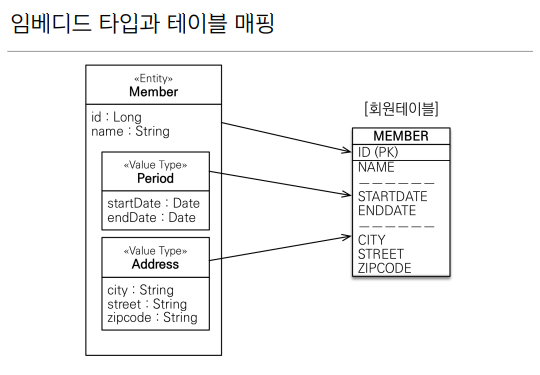 임베디드 타입과 테이블 매핑
«Entity»
Member
id : Long
name : String
«Value Type»
Period
startDate : Date
endDate : Date
«Value Type»
Address
city : String
street : String
zipcode : String
[회원테이블]
MEMBER
ID (PK)
NAME
STARTDATE
ENDDATE
CITY
STREET
ZIPCODE